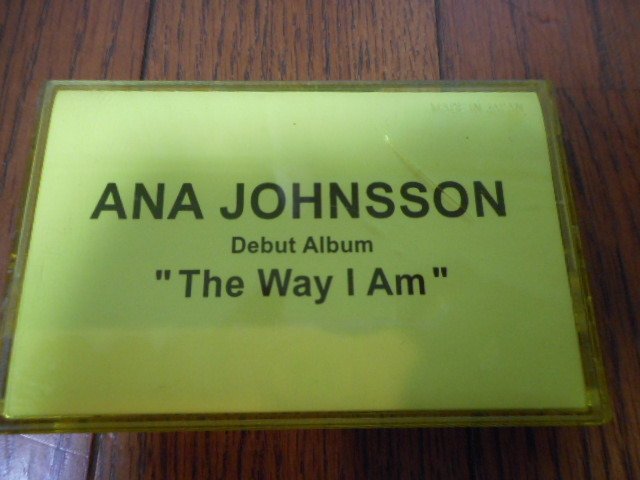 ANA JOHNSSON
Debut Album
"The Way I Am"